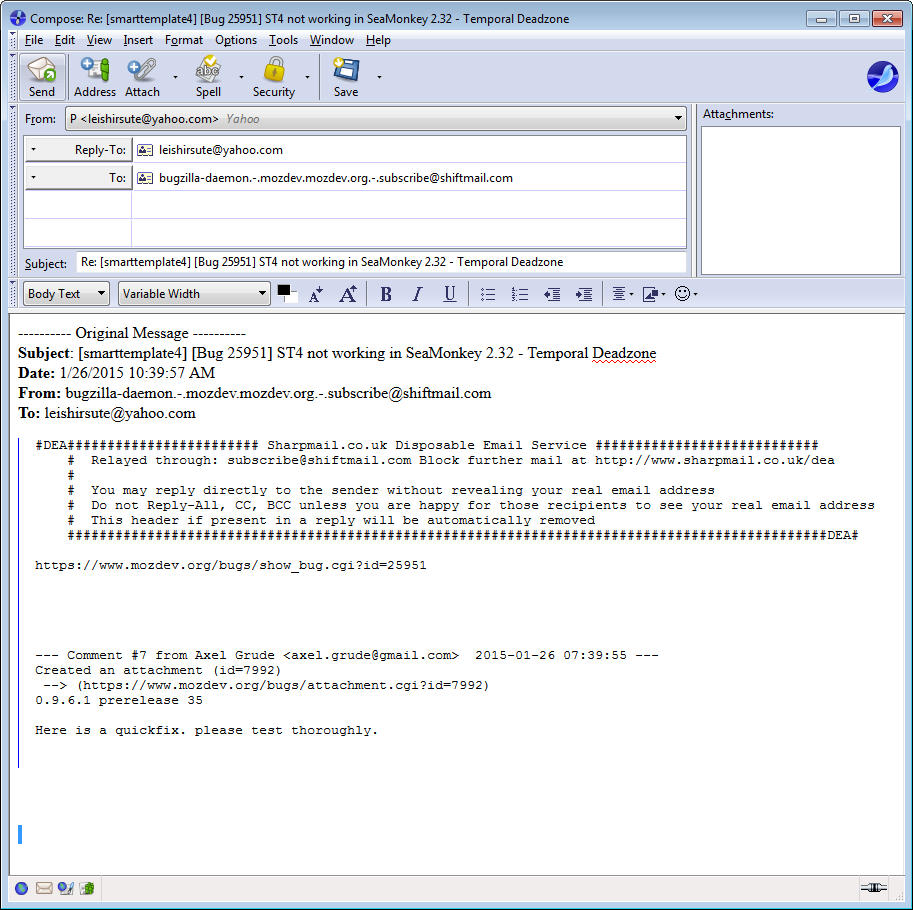 Compose: Re: [smarttemplate4] [Bug 25951] ST4 not working in SeaMonkey 2.32 - Temporal Deadzone
File Edit View Insert Format Options Tools Window Help
Send Address Attach Spell Security Save
From: P <leishirsute@yahoo.com> Yahoo
Attachments:
Reply-To: leishirsute@yahoo.com
To: bugzilla-daemon.-.mozdev.mozdev.org.-.subscribe@shiftmail.com
Subject: Re: [smarttemplate4] [Bug 25951] ST4 not working in SeaMonkey 2.32 - Temporal Deadzone
Body Text Variable Width A A B I U
---------- Original Message ----------
Subject: [smarttemplate4] [Bug 25951] ST4 not working in SeaMonkey 2.32 - Temporal Deadzone
Date: 1/26/2015 10:39:57 AM
From: bugzilla-daemon.-.mozdev.mozdev.org.-.subscribe@shiftmail.com
To: leishirsute@yahoo.com
#DEA######################## Sharpmail.co.uk Disposable Email Service ############################
# Relayed through: subscribe@shiftmail.com Block further mail at http://www.sharpmail.co.uk/dea
#
# You may reply directly to the sender without revealing your real email address
# Do not Reply-All, CC, BCC unless you are happy for those recipients to see your real email address
# This header if present in a reply will be automatically removed
###############################################################################################DEA#
https://www.mozdev.org/bugs/show_bug.cgi?id=25951
--- Comment #7 from Axel Grude <axel.grude@gmail.com> 2015-01-26 07:39:55 ---
Created an attachment (id=7992)
--> (https://www.mozdev.org/bugs/attachment.cgi?id=7992)
0.9.6.1 prerelease 35
Here is a quickfix. please test thoroughly.